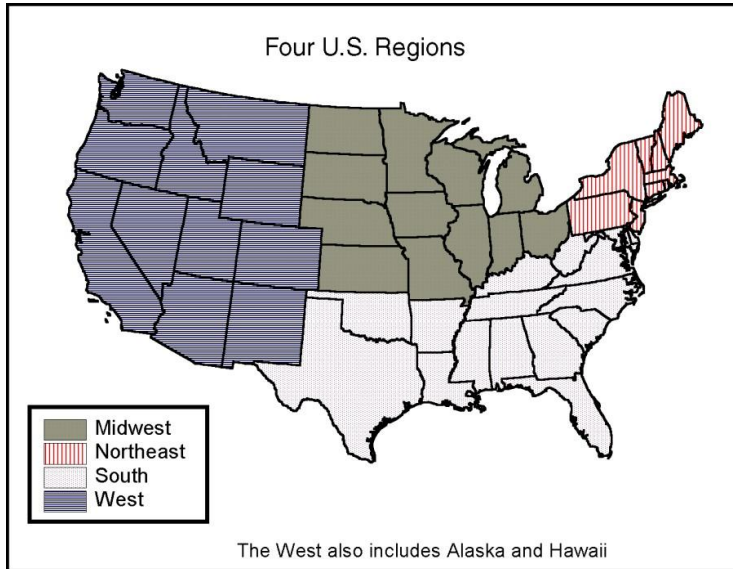 Four U.S. Regions
Midwest
Northeast
South
West
The West also includes Alaska and Hawaii